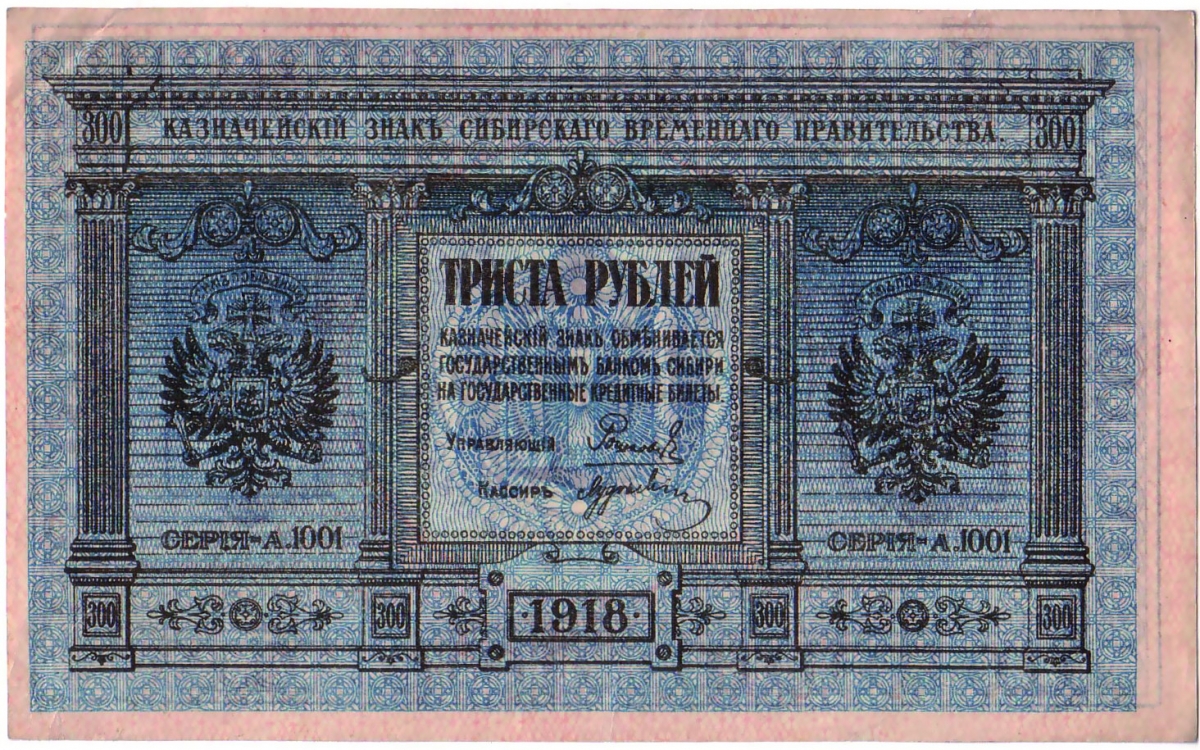 300 КАЗНАЧЕЙСКІЙ ЗНАКЪ СИБИРСКАГО ВРЕМЕННАГО ПРАВИТЕЛЬСТВА. 300
ТРИСТА РУБЛЕЙ
КАЗНАЧЕЙСКІЙ ЗНАКЪ ОБМѢНИВАЕТСЯ
ГОСУДАРСТВЕННЫМЪ БАНКОМЪ СИБИРИ
НА ГОСУДАРСТВЕННЫЕ КРЕДИТНЫЕ БИЛЕТЫ.
УПРАВЛЯЮЩІЙ
КАССИРЪ
СЕРІЯ-А.1001
СЕРІЯ-А.1001
300 300 ·1918· 300 300